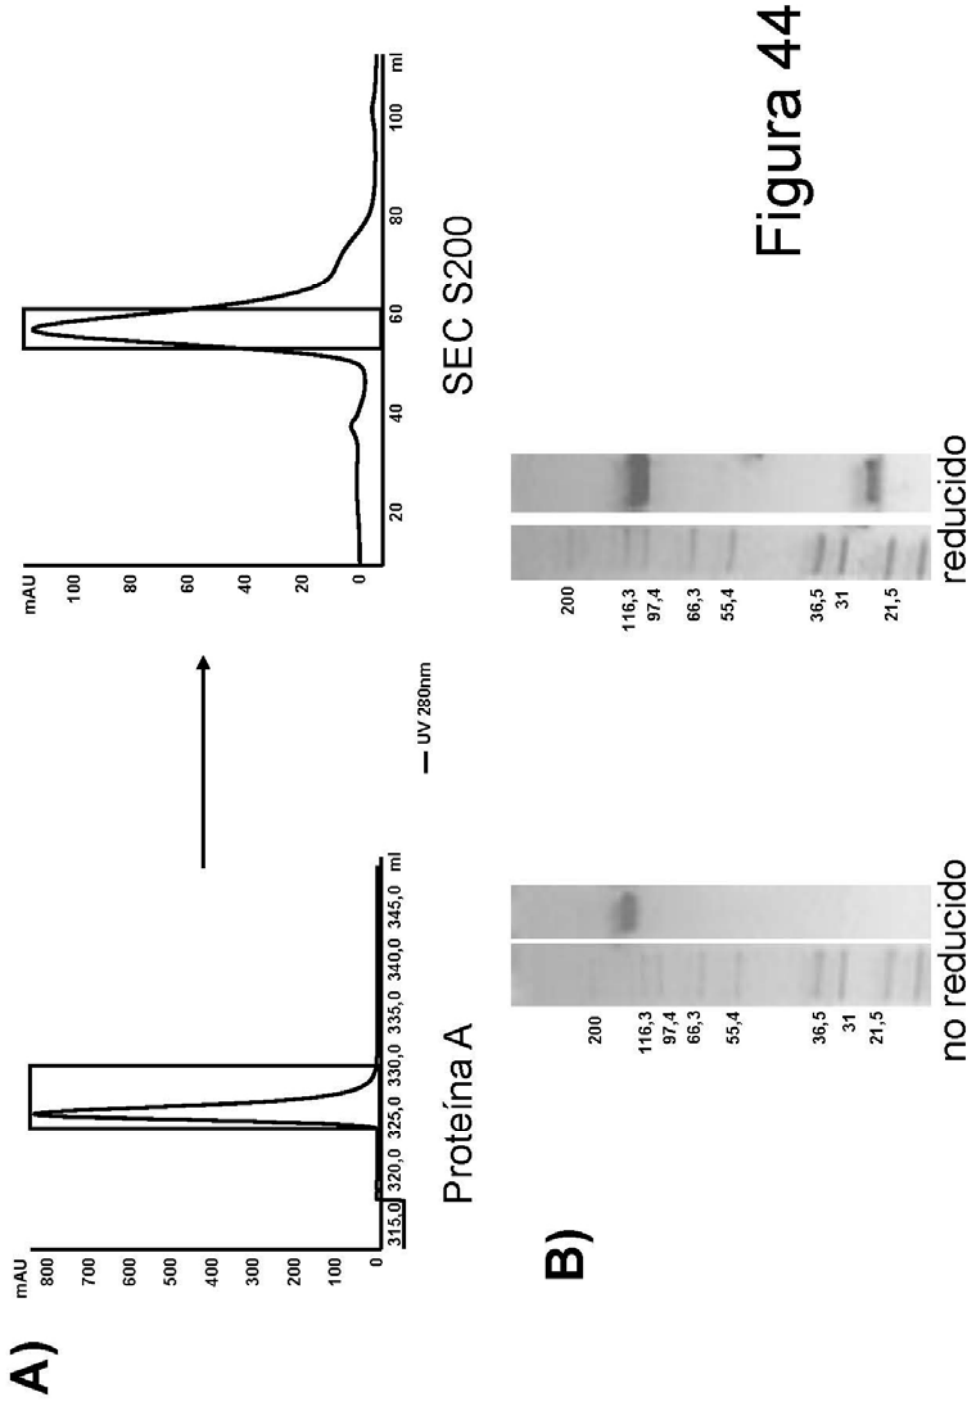 A)
mAU
800
700
600
500
400
300
200
100
0
315,0 320,0 325,0 330,0 335,0 340,0 345,0 ml
Proteína A
— UV 280nm
mAU
100
80
60
40
20
0
20 40 60 80 100 ml
SEC S200
B)
200
116,3
97,4
66,3
55,4
36,5
31
21,5
no reducido
200
116,3
97,4
66,3
55,4
36,5
31
21,5
reducido
Figura 44